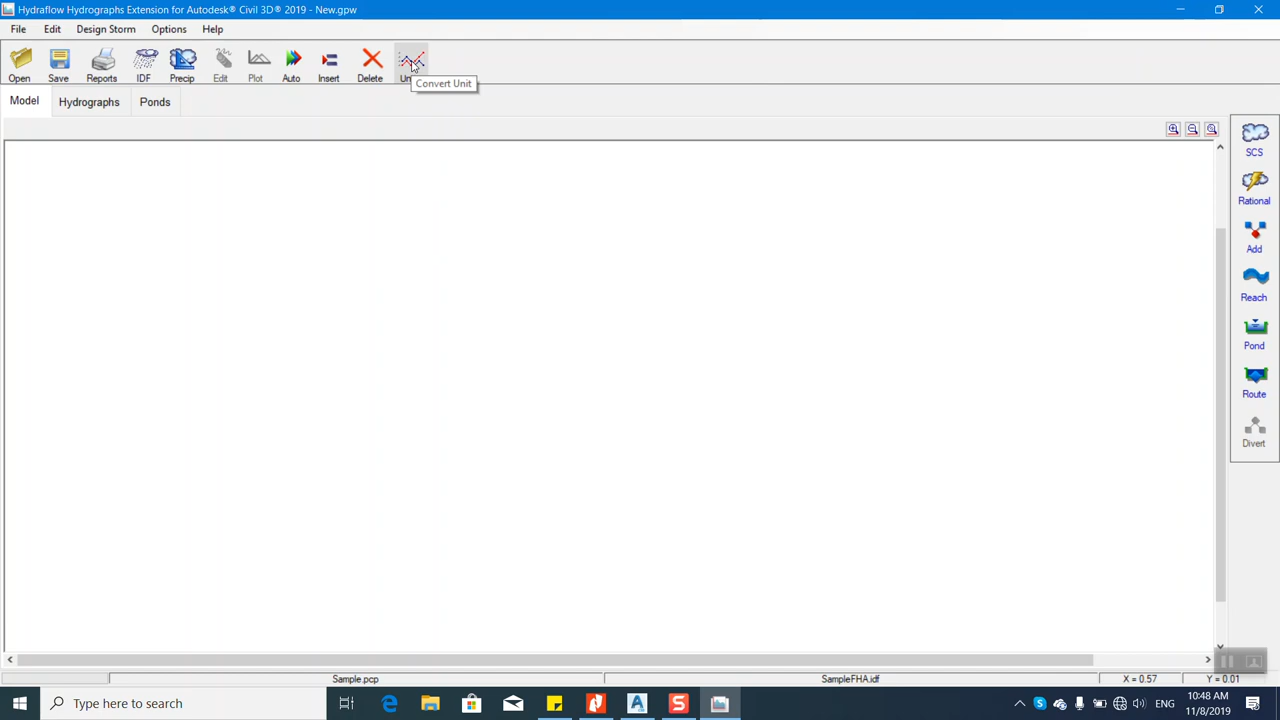 Hydraflow Hydrographs Extension for Autodesk® Civil 3D® 2019 - New.gpw
File Edit Design Storm Options Help
Open Save Reports IDF Precip Edit Plot Auto Insert Delete
Convert Unit
Model Hydrographs Ponds
SCS
Rational
Add
Reach
Pond
Route
Divert
Sample.pcp SampleFHA.idf X = 0.57 Y = 0.01
Type here to search
ENG
10:48 AM
11/8/2019